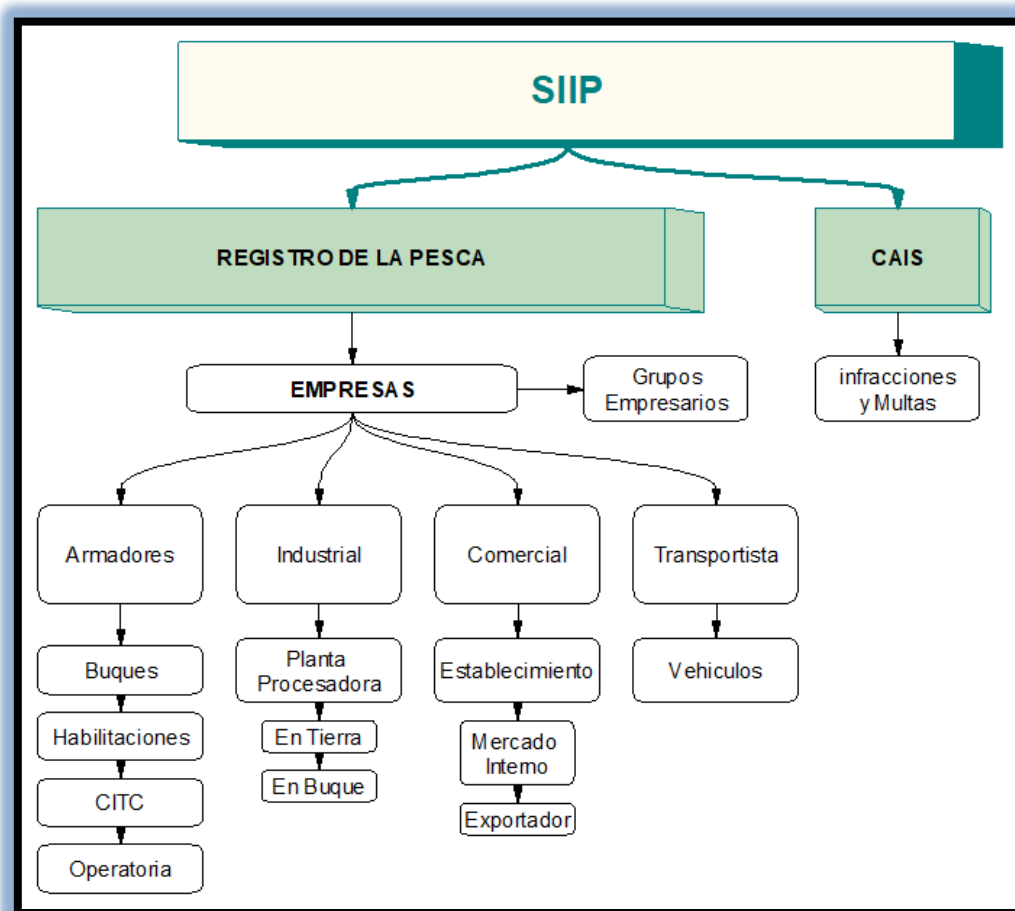 SIIP
REGISTRO DE LA PESCA
CAIS
EMPRESAS
Grupos
Empresarios
infracciones
y Multas
Armadores
Industrial
Comercial
Transportista
Buques
Planta
Procesadora
Establecimiento
Vehiculos
Habilitaciones
En Tierra
Mercado
Interno
En Buque
CITC
Exportador
Operatoria